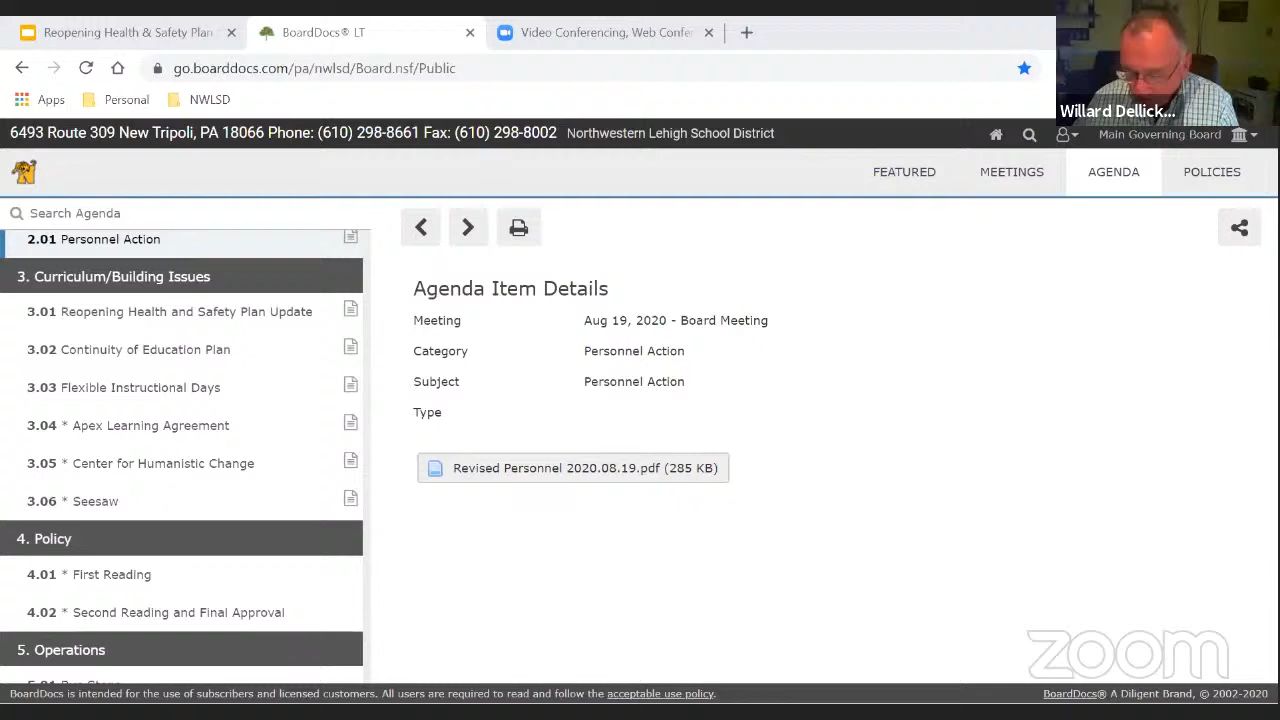 Reopening Health & Safety Plan
BoardDocs® LT
Video Conferencing, Web Confer
go.boarddocs.com/pa/nwlsd/Board.nsf/Public
Apps
Personal
NWLSD
Willard Dellick...
6493 Route 309 New Tripoli, PA 18066 Phone: (610) 298-8661 Fax: (610) 298-8002 Northwestern Lehigh School District
Main Governing Board
FEATURED
MEETINGS
AGENDA
POLICIES
Search Agenda
2.01 Personnel Action
3. Curriculum/Building Issues
3.01 Reopening Health and Safety Plan Update
3.02 Continuity of Education Plan
3.03 Flexible Instructional Days
3.04 * Apex Learning Agreement
3.05 * Center for Humanistic Change
3.06 * Seesaw
4. Policy
4.01 * First Reading
4.02 * Second Reading and Final Approval
5. Operations
Agenda Item Details
Meeting Aug 19, 2020 - Board Meeting
Category Personnel Action
Subject Personnel Action
Type
Revised Personnel 2020.08.19.pdf (285 KB)
zoom
BoardDocs is intended for the use of subscribers and licensed customers. All users are required to read and follow the acceptable use policy.
BoardDocs® A Diligent Brand, © 2002-2020